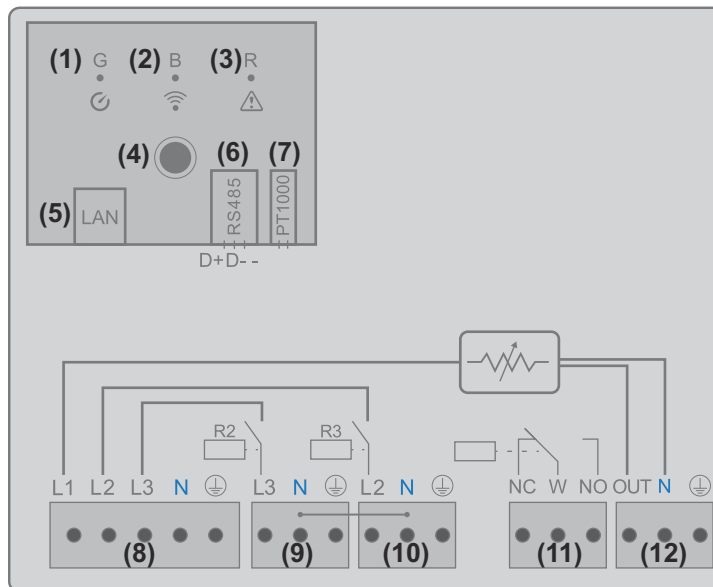 (1) G (2) B (3) R
(4) (6) (7)
(5) LAN RS485 PT1000
D+D- -
R2 R3
L1 L2 L3 N L3 N L2 N NC W NO OUT N
(8) (9) (10) (11) (12)